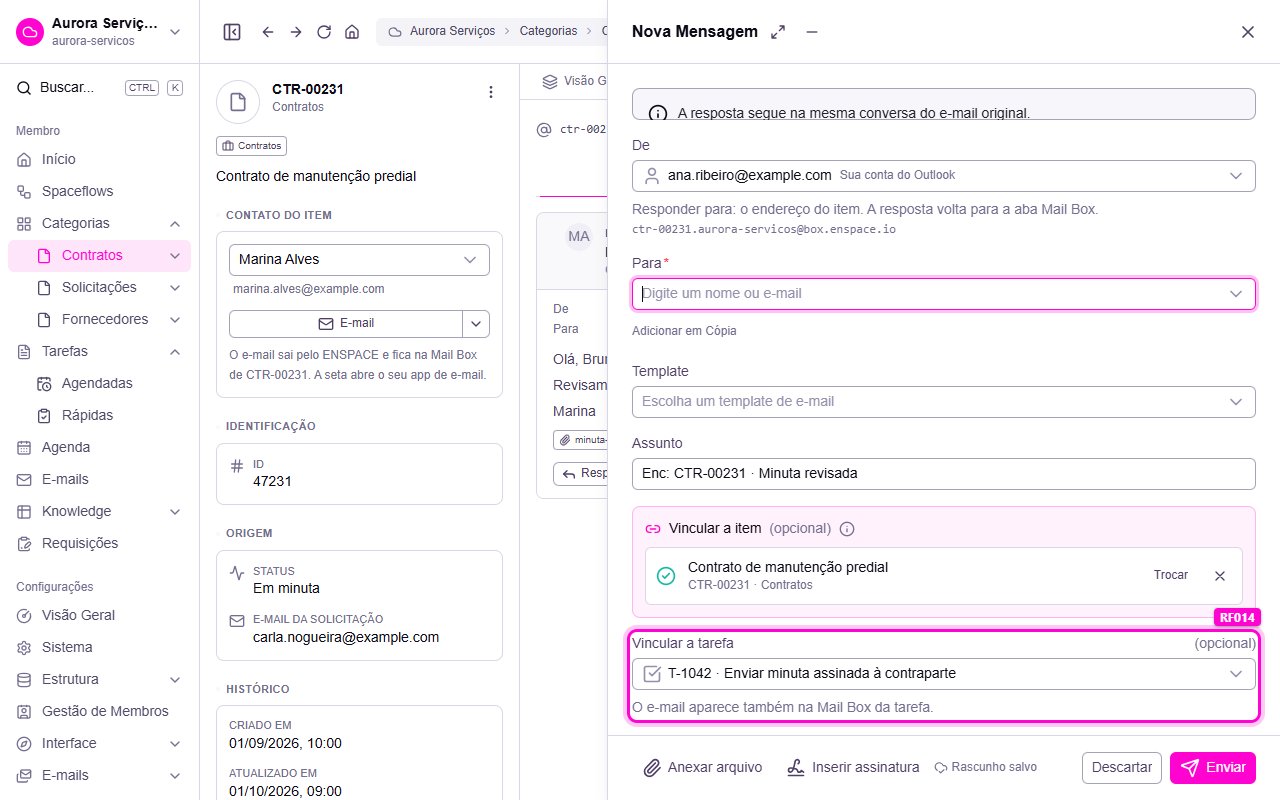 Aurora Serviç...
aurora-servicos
Buscar...
CTRL
K
Membro
Início
Spaceflows
Categorias
Contratos
Solicitações
Fornecedores
Tarefas
Agendadas
Rápidas
Agenda
E-mails
Knowledge
Requisições
Configurações
Visão Geral
Sistema
Estrutura
Gestão de Membros
Interface
E-mails
Aurora Serviços
Categorias
CTR-00231
Contratos
Contratos
Contrato de manutenção predial
CONTATO DO ITEM
Marina Alves
marina.alves@example.com
E-mail
O e-mail sai pelo ENSPACE e fica na Mail Box
de CTR-00231. A seta abre o seu app de e-mail.
IDENTIFICAÇÃO
ID
47231
ORIGEM
STATUS
Em minuta
E-MAIL DA SOLICITAÇÃO
carla.nogueira@example.com
HISTÓRICO
CRIADO EM
01/09/2026, 10:00
ATUALIZADO EM
01/10/2026, 09:00
Visão G
ctr-002
MA
De
Para
Olá, Bru
Revisam
Marina
minuta-
Resp
Nova Mensagem
A resposta segue na mesma conversa do e-mail original.
De
ana.ribeiro@example.com Sua conta do Outlook
Responder para: o endereço do item. A resposta volta para a aba Mail Box.
ctr-00231.aurora-servicos@box.enspace.io
Para*
Digite um nome ou e-mail
Adicionar em Cópia
Template
Escolha um template de e-mail
Assunto
Enc: CTR-00231 · Minuta revisada
Vincular a item (opcional)
Contrato de manutenção predial
CTR-00231 · Contratos
Trocar
RF014
Vincular a tarefa (opcional)
T-1042 · Enviar minuta assinada à contraparte
O e-mail aparece também na Mail Box da tarefa.
Anexar arquivo
Inserir assinatura
Rascunho salvo
Descartar
Enviar